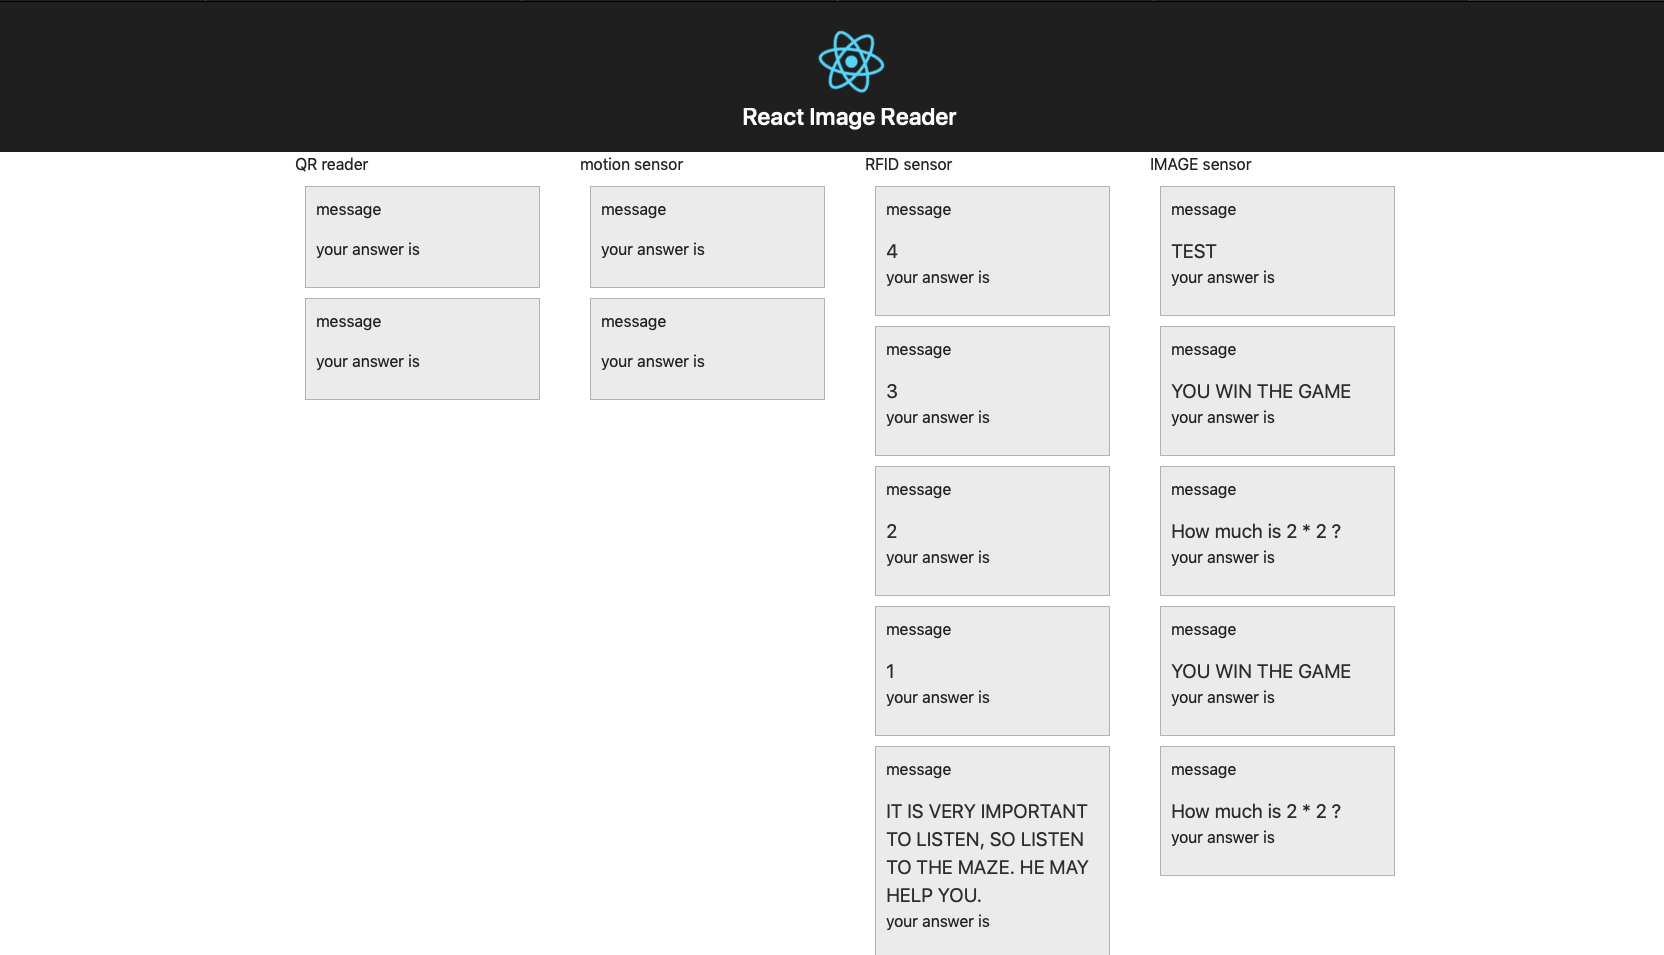 React Image Reader
QR reader
message
your answer is
message
your answer is
motion sensor
message
your answer is
message
your answer is
RFID sensor
message
4
your answer is
message
3
your answer is
message
2
your answer is
message
1
your answer is
message
IT IS VERY IMPORTANT
TO LISTEN, SO LISTEN
TO THE MAZE. HE MAY
HELP YOU.
your answer is
IMAGE sensor
message
TEST
your answer is
message
YOU WIN THE GAME
your answer is
message
How much is 2 * 2 ?
your answer is
message
YOU WIN THE GAME
your answer is
message
How much is 2 * 2 ?
your answer is